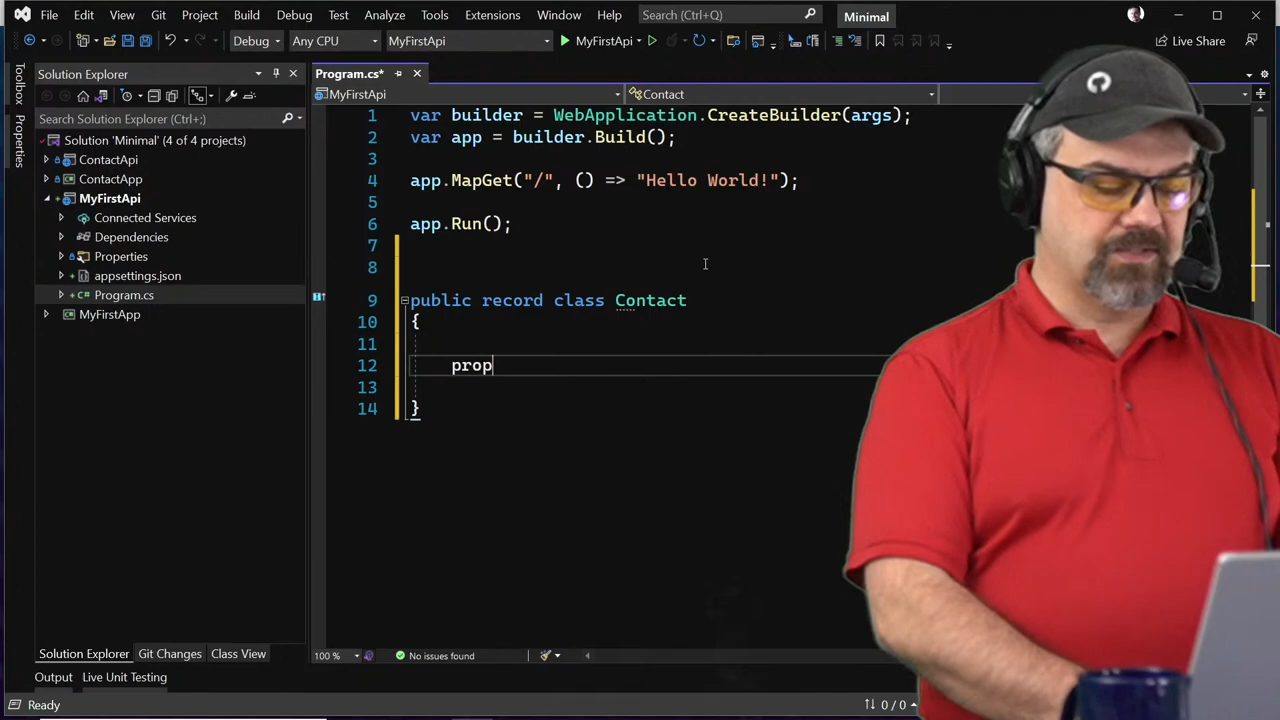 File Edit View Git Project Build Debug Test Analyze Tools Extensions Window Help Search (Ctrl+Q) Minimal
Debug Any CPU MyFirstApi MyFirstApi Live Share
Toolbox
Properties
Solution Explorer
Search Solution Explorer (Ctrl+;)
Solution 'Minimal' (4 of 4 projects)
ContactApi
ContactApp
MyFirstApi
Connected Services
Dependencies
Properties
appsettings.json
C# Program.cs
MyFirstApp
Program.cs*
MyFirstApi Contact
1 var builder = WebApplication.CreateBuilder(args);
2 var app = builder.Build();
3
4 app.MapGet("/", () => "Hello World!");
5
6 app.Run();
7
8
9 public record class Contact
10 {
11
12 prop
13
14 }
100 % No issues found
Solution Explorer Git Changes Class View
Output Live Unit Testing
Ready 0 / 0